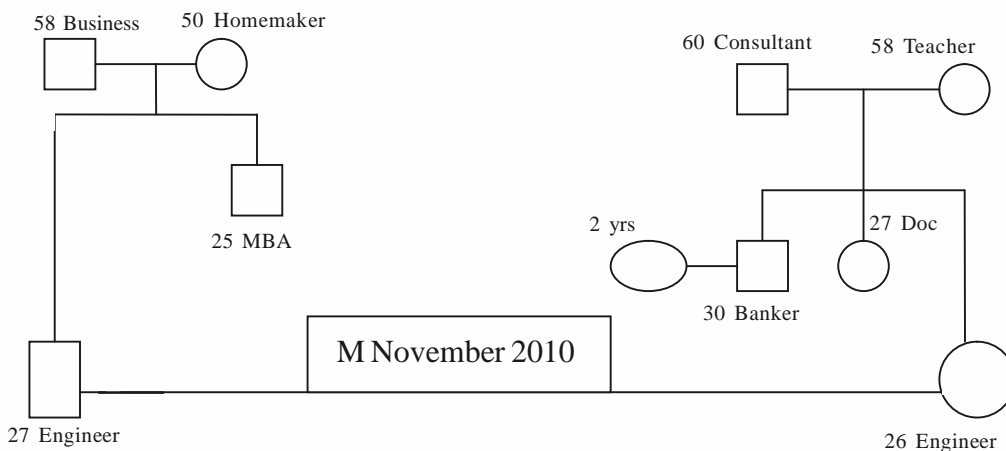 58 Business
50 Homemaker
60 Consultant
58 Teacher
25 MBA
2 yrs
27 Doc
30 Banker
M November 2010
27 Engineer
26 Engineer